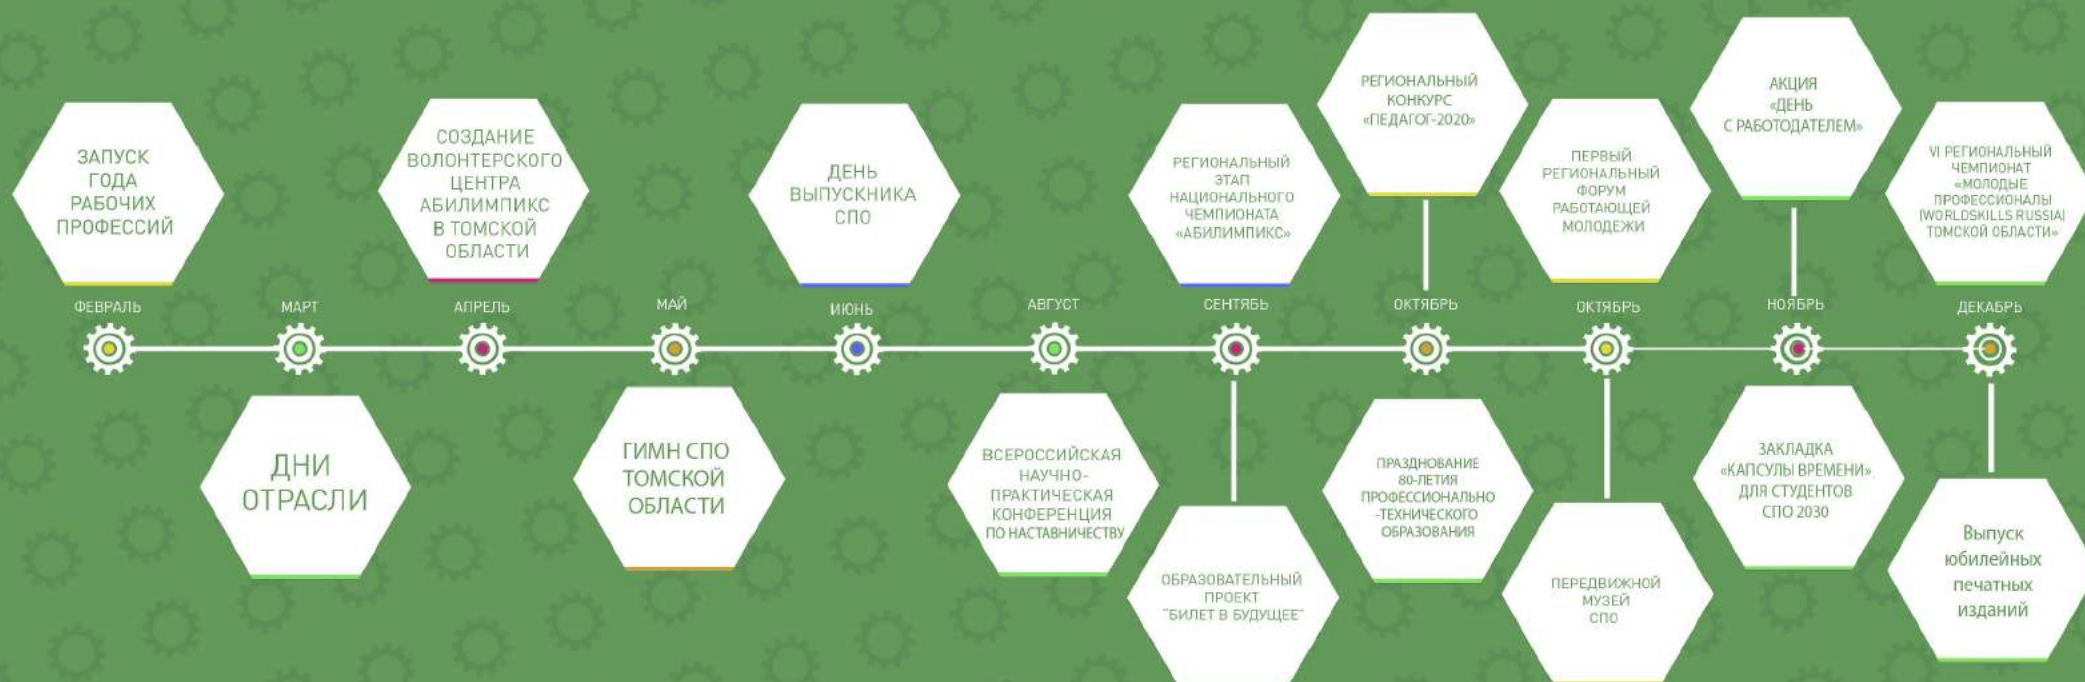 ЗАПУСК
ГОДА
РАБОЧИХ
ПРОФЕССИЙ
ФЕВРАЛЬ
МАРТ
ДНИ
ОТРАСЛИ
СОЗДАНИЕ
ВОЛОНТЕРСКОГО
ЦЕНТРА
АБИЛИМПИКС
В ТОМСКОЙ
ОБЛАСТИ
АПРЕЛЬ
МАЙ
ГИМН СПО
ТОМСКОЙ
ОБЛАСТИ
ДЕНЬ
ВЫПУСКНИКА
СПО
ИЮНЬ
АВГУСТ
ВСЕРОССИЙСКАЯ
НАУЧНО-
ПРАКТИЧЕСКАЯ
КОНФЕРЕНЦИЯ
ПО НАСТАВНИЧЕСТВУ
РЕГИОНАЛЬНЫЙ
ЭТАП
НАЦИОНАЛЬНОГО
ЧЕМПИОНАТА
«АБИЛИМПИКС»
СЕНТЯБЬ
ОБРАЗОВАТЕЛЬНЫЙ
ПРОЕКТ
"БИЛЕТ В БУДУЩЕЕ"
РЕГИОНАЛЬНЫЙ
КОНКУРС
«ПЕДАГОГ-2020»
ОКТЯБРЬ
ПРАЗДНОВАНИЕ
80-ЛЕТИЯ
ПРОФЕССИОНАЛЬНО
-ТЕХНИЧЕСКОГО
ОБРАЗОВАНИЯ
ПЕРВЫЙ
РЕГИОНАЛЬНЫЙ
ФОРУМ
РАБОТАЮЩЕЙ
МОЛОДЕЖИ
ОКТЯБРЬ
ПЕРЕДВИЖНОЙ
МУЗЕЙ
СПО
АКЦИЯ
«ДЕНЬ
С РАБОТОДАТЕЛЕМ»
НОЯБРЬ
ЗАКЛАДКА
«КАПСУЛЫ ВРЕМЕНИ»
ДЛЯ СТУДЕНТОВ
СПО 2030
VI РЕГИОНАЛЬНЫЙ
ЧЕМПИОНАТ
«МОЛОДЫЕ
ПРОФЕССИОНАЛЫ
(WORLDSKILLS RUSSIA)
ТОМСКОЙ ОБЛАСТИ»
ДЕКАБРЬ
Выпуск
юбилейных
печатных
изданий